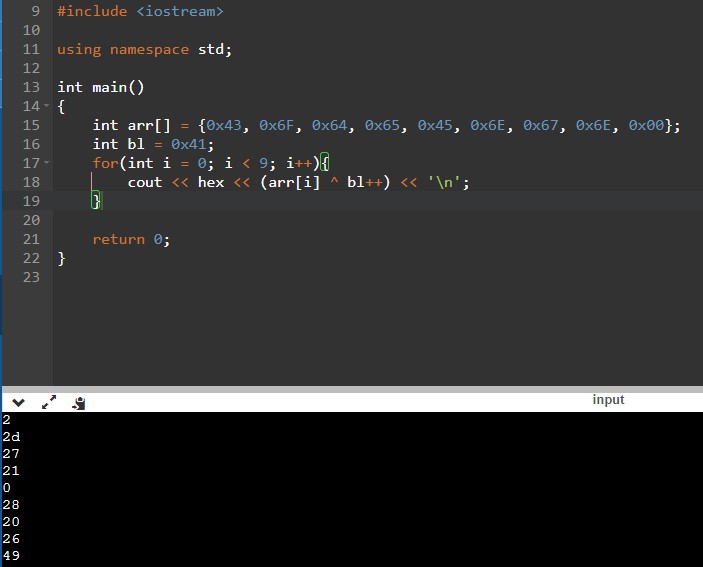 9 #include <iostream>
10
11 using namespace std;
12
13 int main()
14 {
15 int arr[] = {0x43, 0x6F, 0x64, 0x65, 0x45, 0x6E, 0x67, 0x6E, 0x00};
16 int bl = 0x41;
17 for(int i = 0; i < 9; i++){
18 cout << hex << (arr[i] ^ bl++) << '\n';
19 }
20
21 return 0;
22 }
23
input
2
2d
27
21
0
28
20
26
49